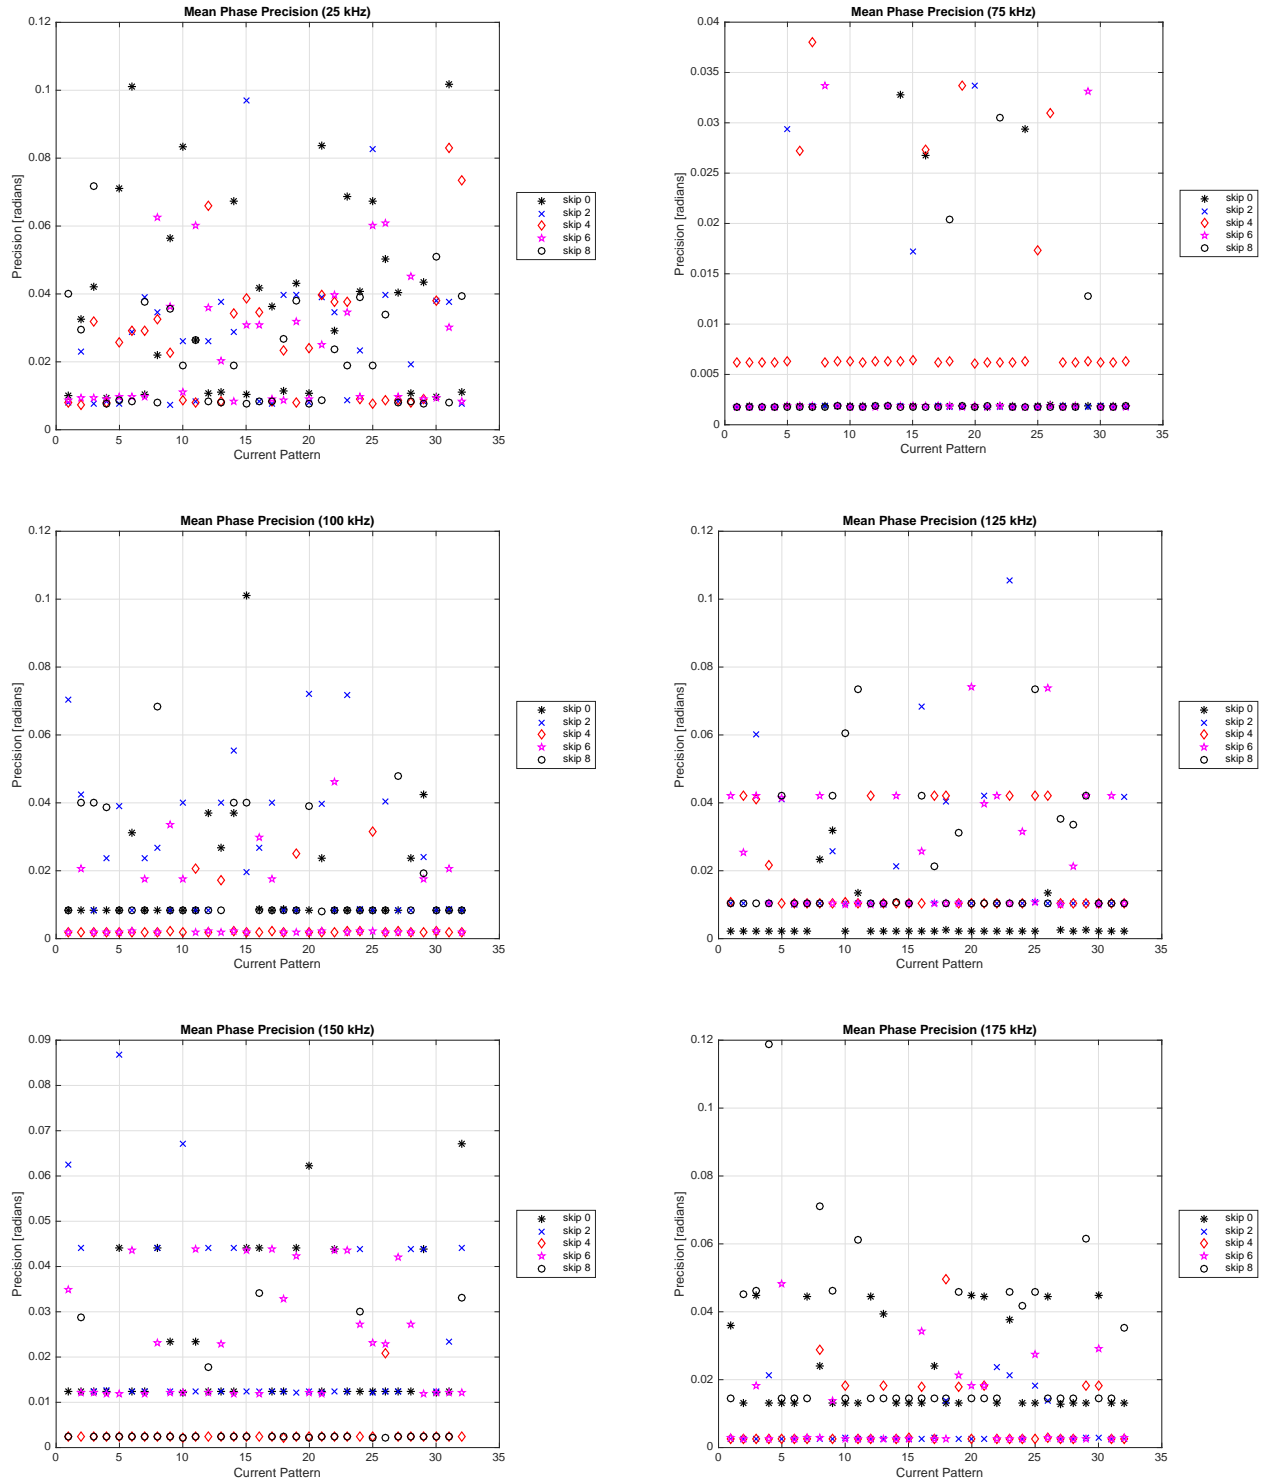 Mean Phase Precision (25 kHz)
0.12
0.1
0.08
0.06
0.04
0.02
0
Precision [radians]
0 5 10 15 20 25 30 35
Current Pattern
skip 0
skip 2
skip 4
skip 6
skip 8
Mean Phase Precision (75 kHz)
0.04
0.035
0.03
0.025
0.02
0.015
0.01
0.005
0
Precision [radians]
0 5 10 15 20 25 30 35
Current Pattern
skip 0
skip 2
skip 4
skip 6
skip 8
Mean Phase Precision (100 kHz)
0.12
0.1
0.08
0.06
0.04
0.02
0
Precision [radians]
0 5 10 15 20 25 30 35
Current Pattern
skip 0
skip 2
skip 4
skip 6
skip 8
Mean Phase Precision (125 kHz)
0.12
0.1
0.08
0.06
0.04
0.02
0
Precision [radians]
0 5 10 15 20 25 30 35
Current Pattern
skip 0
skip 2
skip 4
skip 6
skip 8
Mean Phase Precision (150 kHz)
0.09
0.08
0.07
0.06
0.05
0.04
0.03
0.02
0.01
0
Precision [radians]
0 5 10 15 20 25 30 35
Current Pattern
skip 0
skip 2
skip 4
skip 6
skip 8
Mean Phase Precision (175 kHz)
0.12
0.1
0.08
0.06
0.04
0.02
0
Precision [radians]
0 5 10 15 20 25 30 35
Current Pattern
skip 0
skip 2
skip 4
skip 6
skip 8